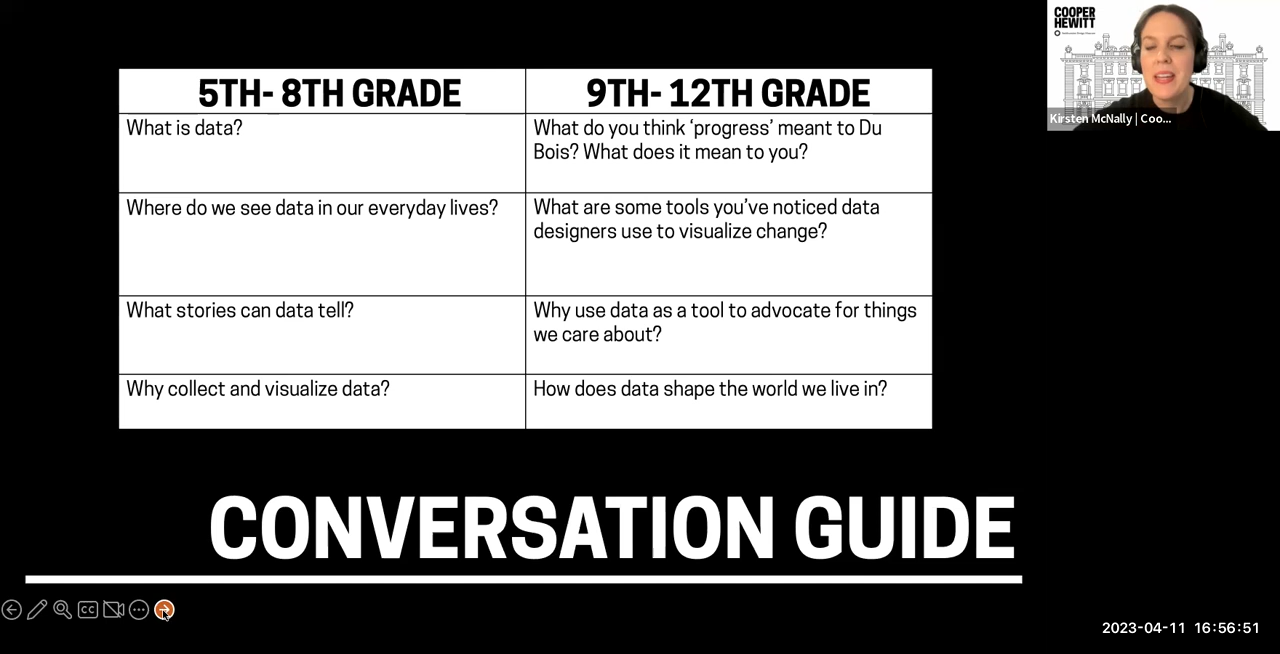 5TH- 8TH GRADE
9TH- 12TH GRADE
What is data?
What do you think ‘progress’ meant to Du
Bois? What does it mean to you?
Where do we see data in our everyday lives?
What are some tools you’ve noticed data
designers use to visualize change?
What stories can data tell?
Why use data as a tool to advocate for things
we care about?
Why collect and visualize data?
How does data shape the world we live in?
CONVERSATION GUIDE
COOPER
HEWITT
Kirsten McNally | Coo...
CC
2023-04-11 16:56:51